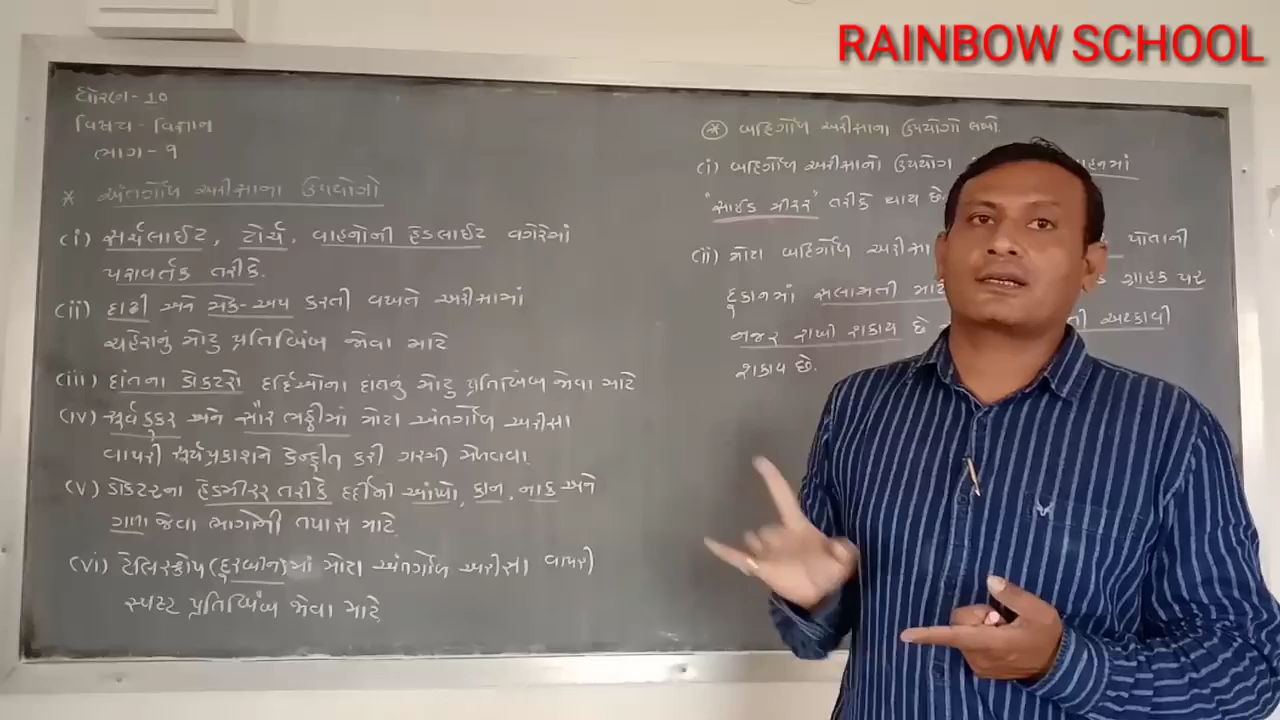 RAINBOW SCHOOL
ધોરણ - 10
વિષય - વિજ્ઞાન
ભાગ - ૧
* અંતર્ગોળ અરીસાના ઉપયોગો
(i) સર્ચલાઈટ, ટોર્ચ, વાહનોની હેડલાઈટ વગેરેમાં
પરાવર્તક તરીકે.
(ii) દાઢી અને મેક-અપ કરતી વખતે અરીસામાં
ચહેરાનું મોટુ પ્રતિબિંબ જોવા માટે
(iii) દાંતના ડોકટરો દર્દિઓના દાંતનું મોટુ પ્રતિબિંબ જોવા માટે
(iv) સૂર્યકુકર અને સૌર ભઠ્ઠીમાં મોટા અંતર્ગોળ અરીસા
વાપરી સૂર્યપ્રકાશને કેન્દ્રીત કરી ગરમી મેળવવા.
(v) ડોકટરના હેડમીરર તરીકે દર્દીની આંખો, કાન, નાક અને
ગળા જેવા ભાગોની તપાસ માટે.
(vi) ટેલિસ્કોપ (દૂરબીન)માં મોટા અંતર્ગોળ અરીસા વાપરી
સ્પષ્ટ પ્રતિબિંબ જોવા માટે
* બહિર્ગોળ અરીસાના ઉપયોગો લખો.
(i) બહિર્ગોળ અરીસાનો ઉપયોગ વાહનમાં
"સાઈડ મીરર" તરીકે થાય છે.
(ii) મોટા બહિર્ગોળ અરીસા પોતાની
દુકાનમાં સલામતી માટે ગ્રાહક પર
નજર રાખી શકાય છે અટકાવી
શકાય છે.